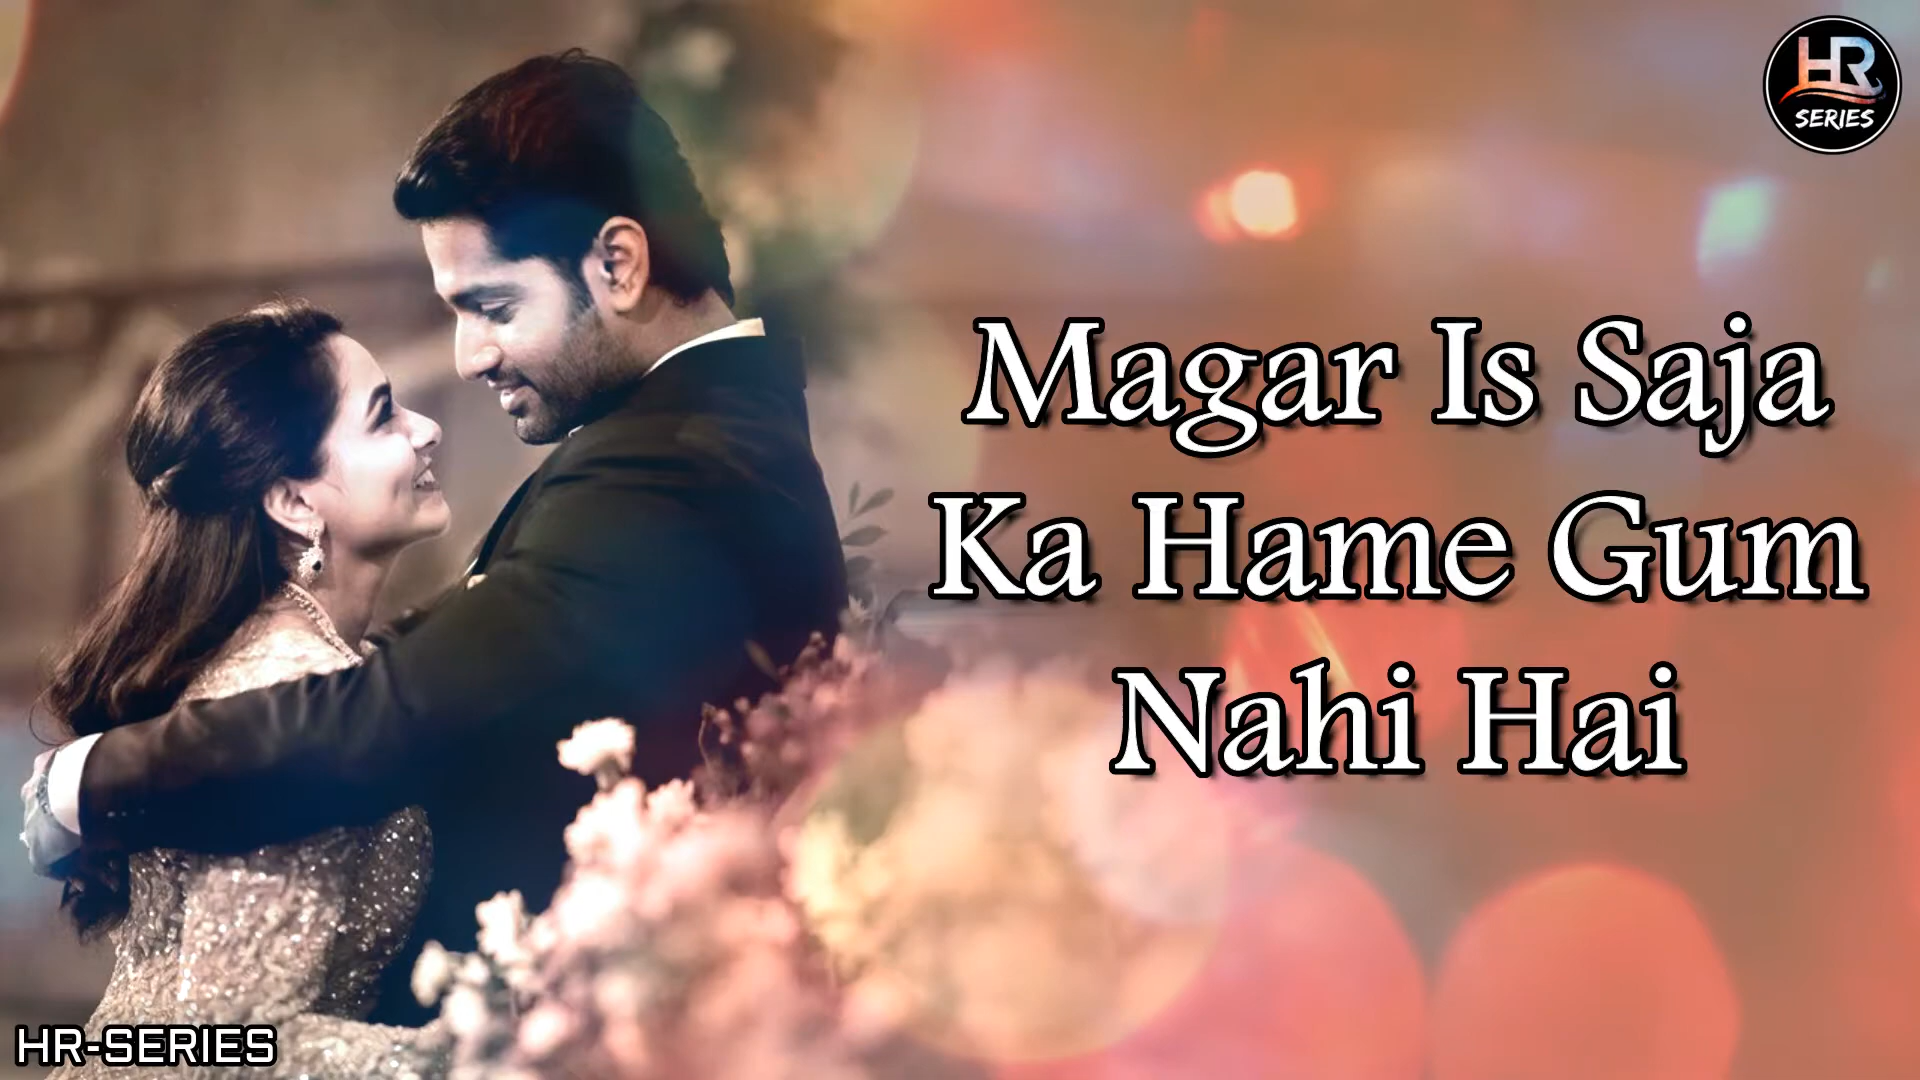 HR
SERIES
Magar Is Saja
Ka Hame Gum
Nahi Hai
HR-SERIES